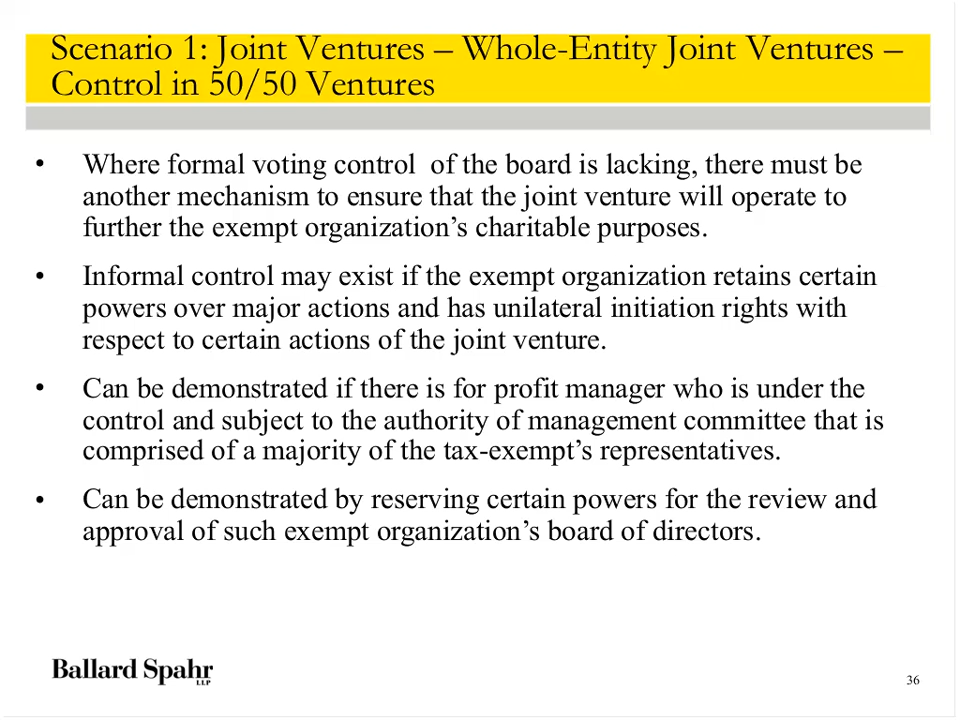 Scenario 1: Joint Ventures – Whole-Entity Joint Ventures –
Control in 50/50 Ventures
• Where formal voting control  of the board is lacking, there must be
another mechanism to ensure that the joint venture will operate to
further the exempt organization’s charitable purposes.
• Informal control may exist if the exempt organization retains certain
powers over major actions and has unilateral initiation rights with
respect to certain actions of the joint venture.
• Can be demonstrated if there is for profit manager who is under the
control and subject to the authority of management committee that is
comprised of a majority of the tax-exempt’s representatives.
• Can be demonstrated by reserving certain powers for the review and
approval of such exempt organization’s board of directors.
Ballard Spahr
LLP
36